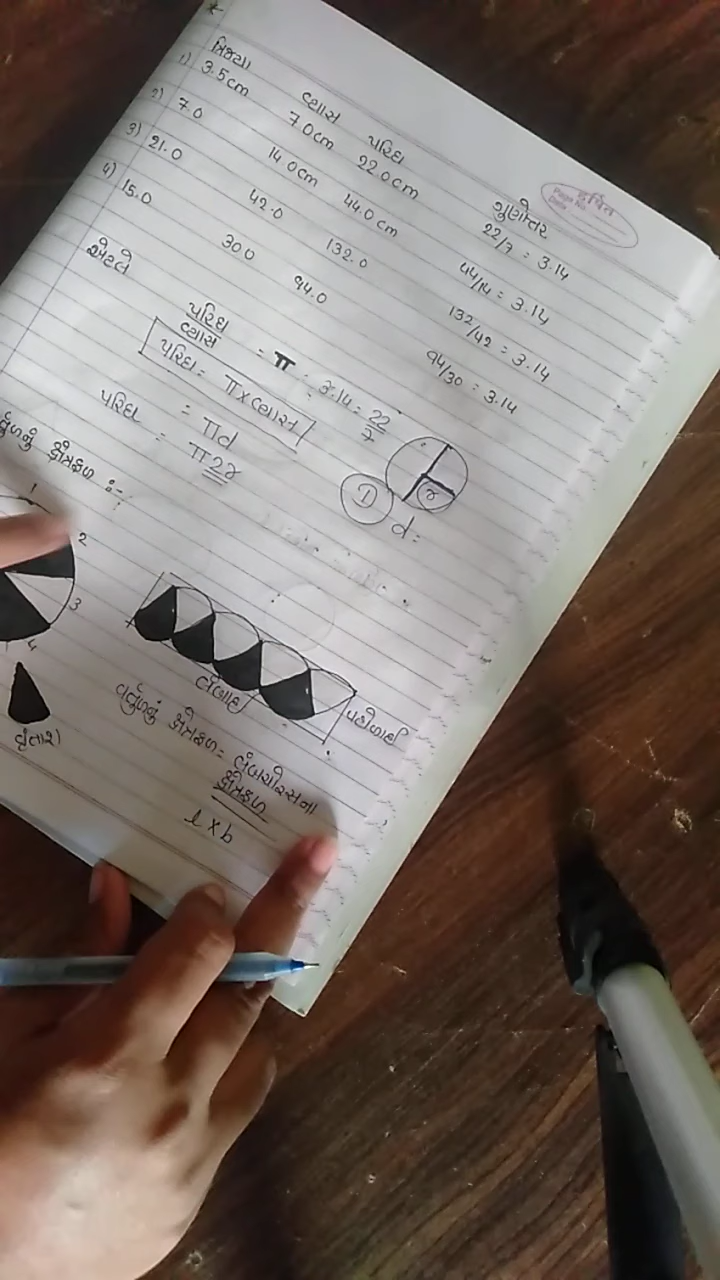 ત્રિજ્યા વ્યાસ પરિઘ ગુણોત્તર
1) 3.5cm 7.0cm 22.0cm 22/7 = 3.14
2) 7.0 14.0cm 44.0cm 44/14 = 3.14
3) 21.0 42.0 132.0 132/42 = 3.14
4) 15.0 30.0 94.0 94/30 = 3.14
એટલે
પરિઘ/વ્યાસ = π = 3.14 = 22/7
પરિઘ = π x વ્યાસ
= πd
પરિઘ = π2r
r
D d =
ક્ષેત્રફળ :-
1
2
3
4
લંબાઈ
પહોળાઈ
વર્તુળનું ક્ષેત્રફળ = લંબચોરસના
ક્ષેત્રફળ
l x b